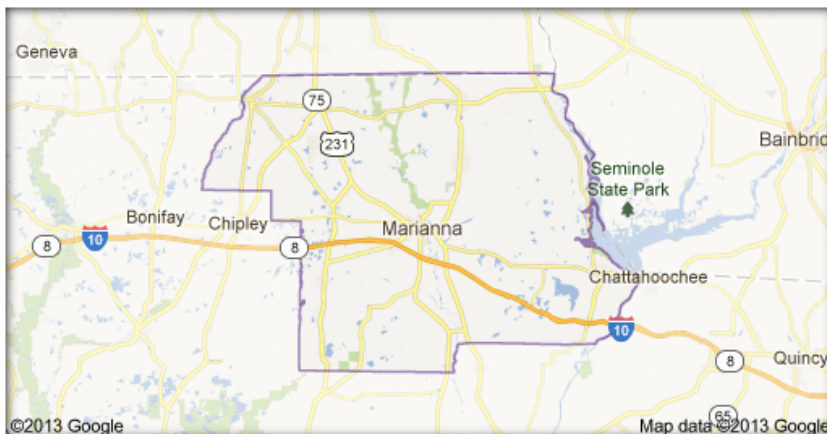 Geneva
75
231
Bainbrid
Seminole
State Park
Bonifay
Chipley
Marianna
8
10
8
Chattahoochee
10
8
Quincy
65
©2013 Google
Map data ©2013 Google